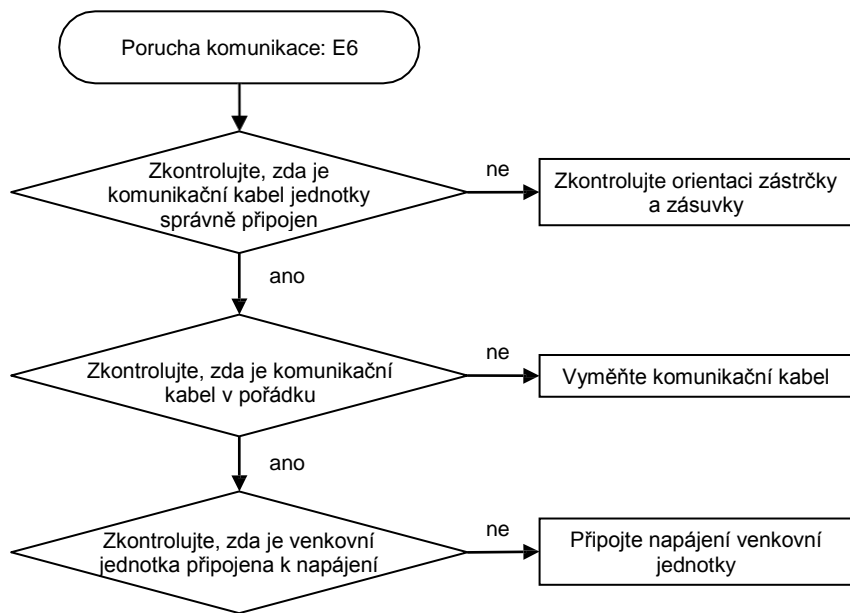 Porucha komunikace: E6
Zkontrolujte, zda je
komunikační kabel jednotky
správně připojen
ne
Zkontrolujte orientaci zástrčky
a zásuvky
ano
Zkontrolujte, zda je komunikační
kabel v pořádku
ne
Vyměňte komunikační kabel
ano
Zkontrolujte, zda je venkovní
jednotka připojena k napájení
ne
Připojte napájení venkovní
jednotky